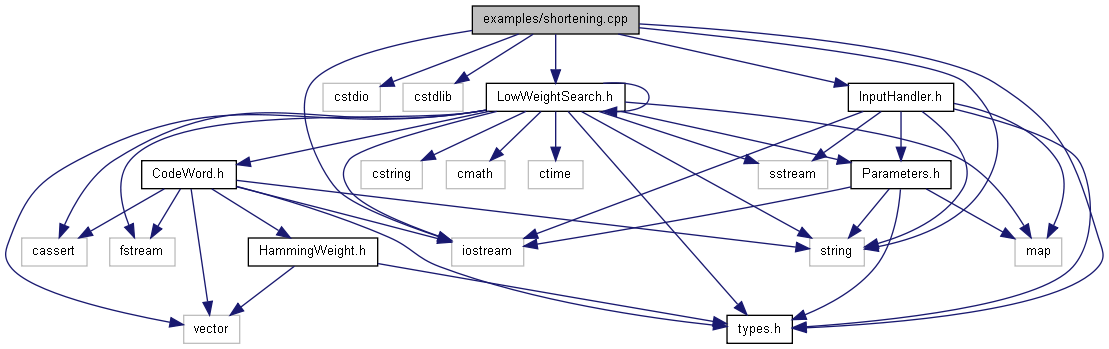 examples/shortening.cpp
cstdio
cstdlib
LowWeightSearch.h
InputHandler.h
CodeWord.h
cstring
cmath
ctime
sstream
Parameters.h
cassert
fstream
HammingWeight.h
iostream
string
map
vector
types.h